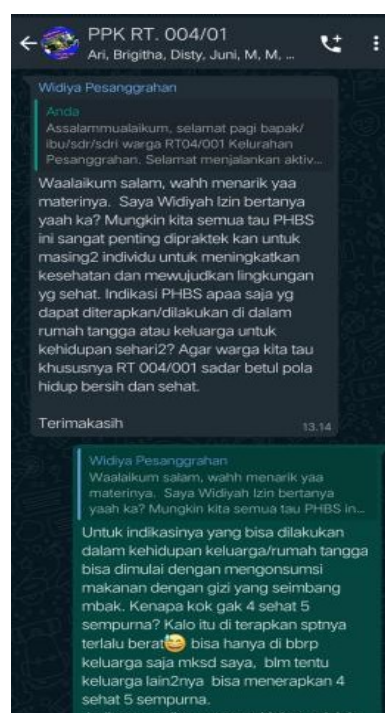 PPK RT. 004/01
Ari, Brigitha, Disty, Juni, M, M, ...
Widiya Pesanggrahan
Anda
Assalammualaikum, selamat pagi bapak/
ibu/sdr/sdri warga RT04/001 Kelurahan
Pesanggrahan. Selamat menjalankan aktiv...
Waalaikum salam, wahh menarik yaa
materinya.  Saya Widiyah Izin bertanya
yaah ka? Mungkin kita semua tau PHBS
ini sangat penting dipraktek kan untuk
masing2 individu untuk meningkatkan
kesehatan dan mewujudkan lingkungan
yg sehat. Indikasi PHBS apaa saja yg
dapat diterapkan/dilakukan di dalam
rumah tangga atau keluarga untuk
kehidupan sehari2? Agar warga kita tau
khususnya RT 004/001 sadar betul pola
hidup bersih dan sehat.
Terimakasih
13.14
Widiya Pesanggrahan
Waalaikum salam, wahh menarik yaa
materinya.  Saya Widiyah Izin bertanya
yaah ka? Mungkin kita semua tau PHBS in...
Untuk indikasinya yang bisa dilakukan
dalam kehidupan keluarga/rumah tangga
bisa dimulai dengan mengonsumsi
makanan dengan gizi yang seimbang
mbak. Kenapa kok gak 4 sehat 5
sempurna? Kalo itu di terapkan sptnya
terlalu berat😅 bisa hanya di bbrp
keluarga saja mksd saya,  blm tentu
keluarga lain2nya  bisa menerapkan 4
sehat 5 sempurna.